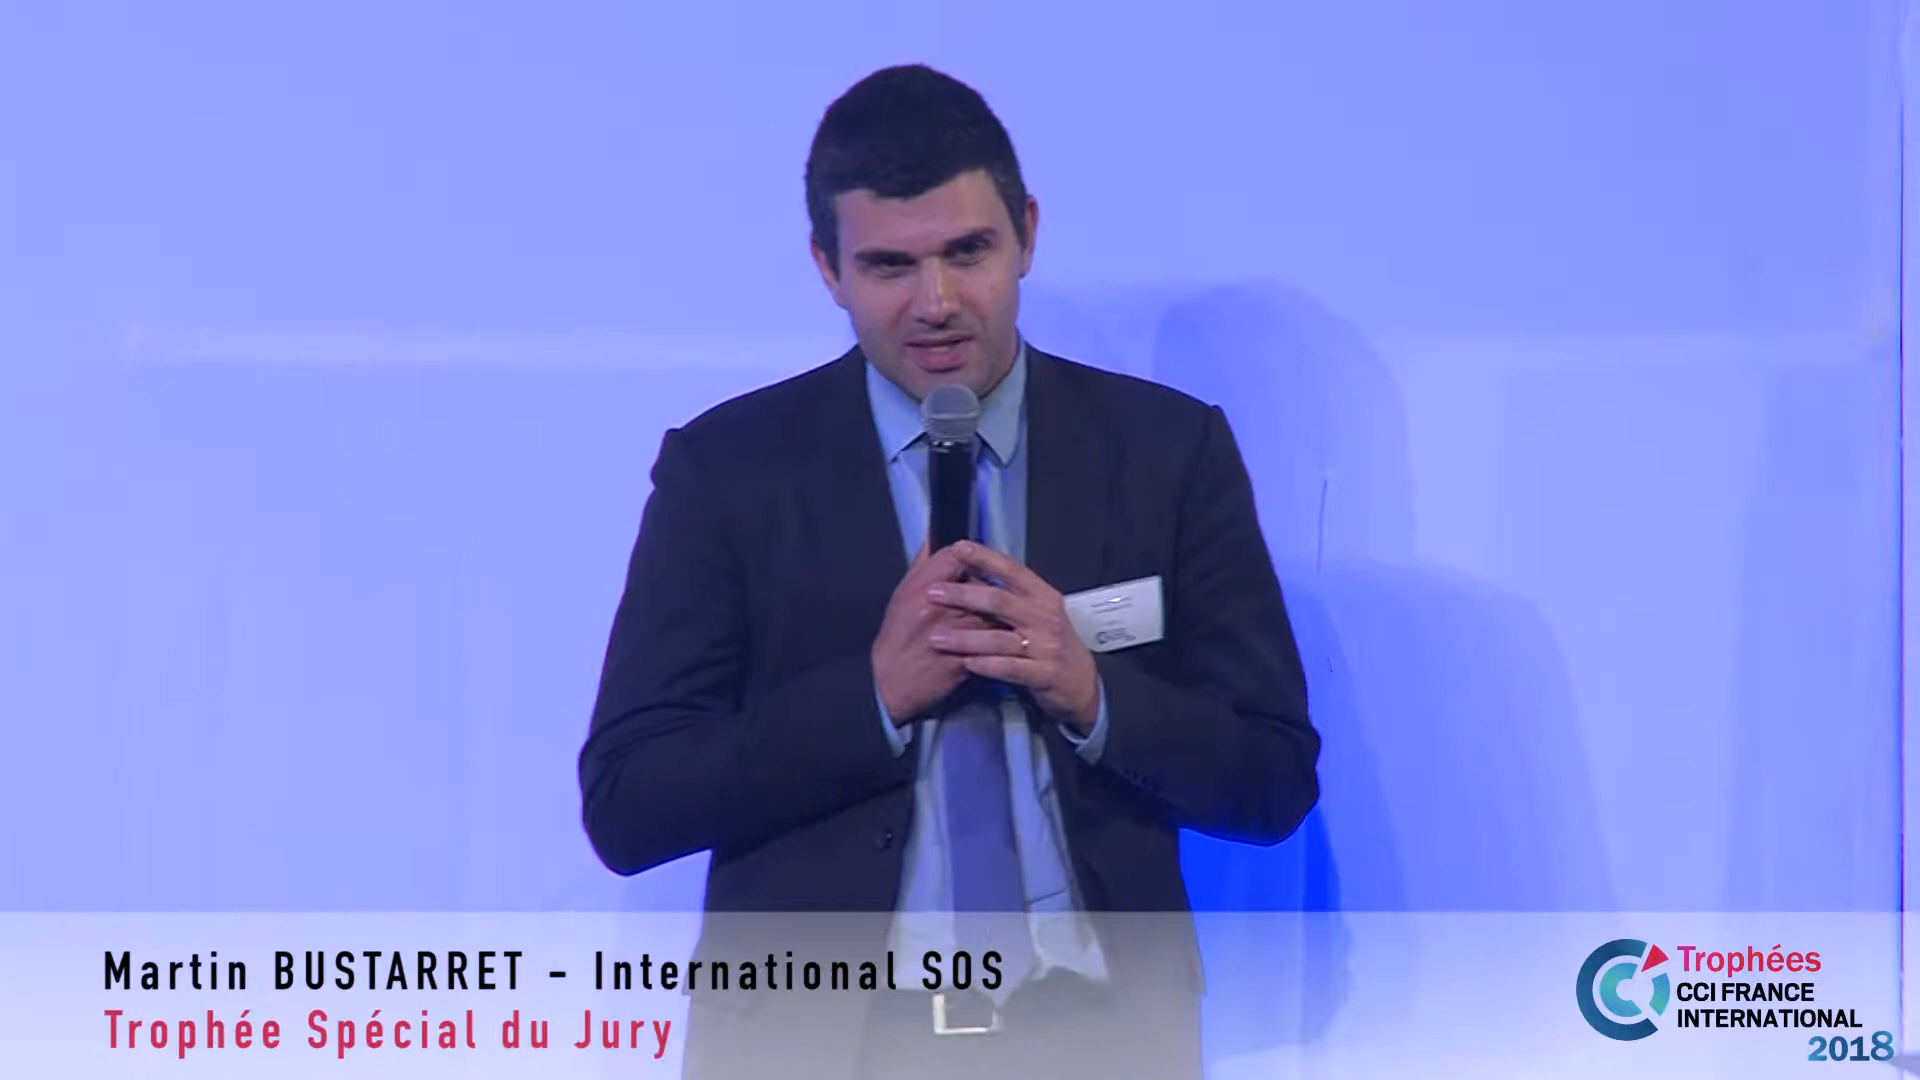 Martin BUSTARRET - International SOS
Trophée Spécial du Jury
Trophées
CCI FRANCE
INTERNATIONAL
2018